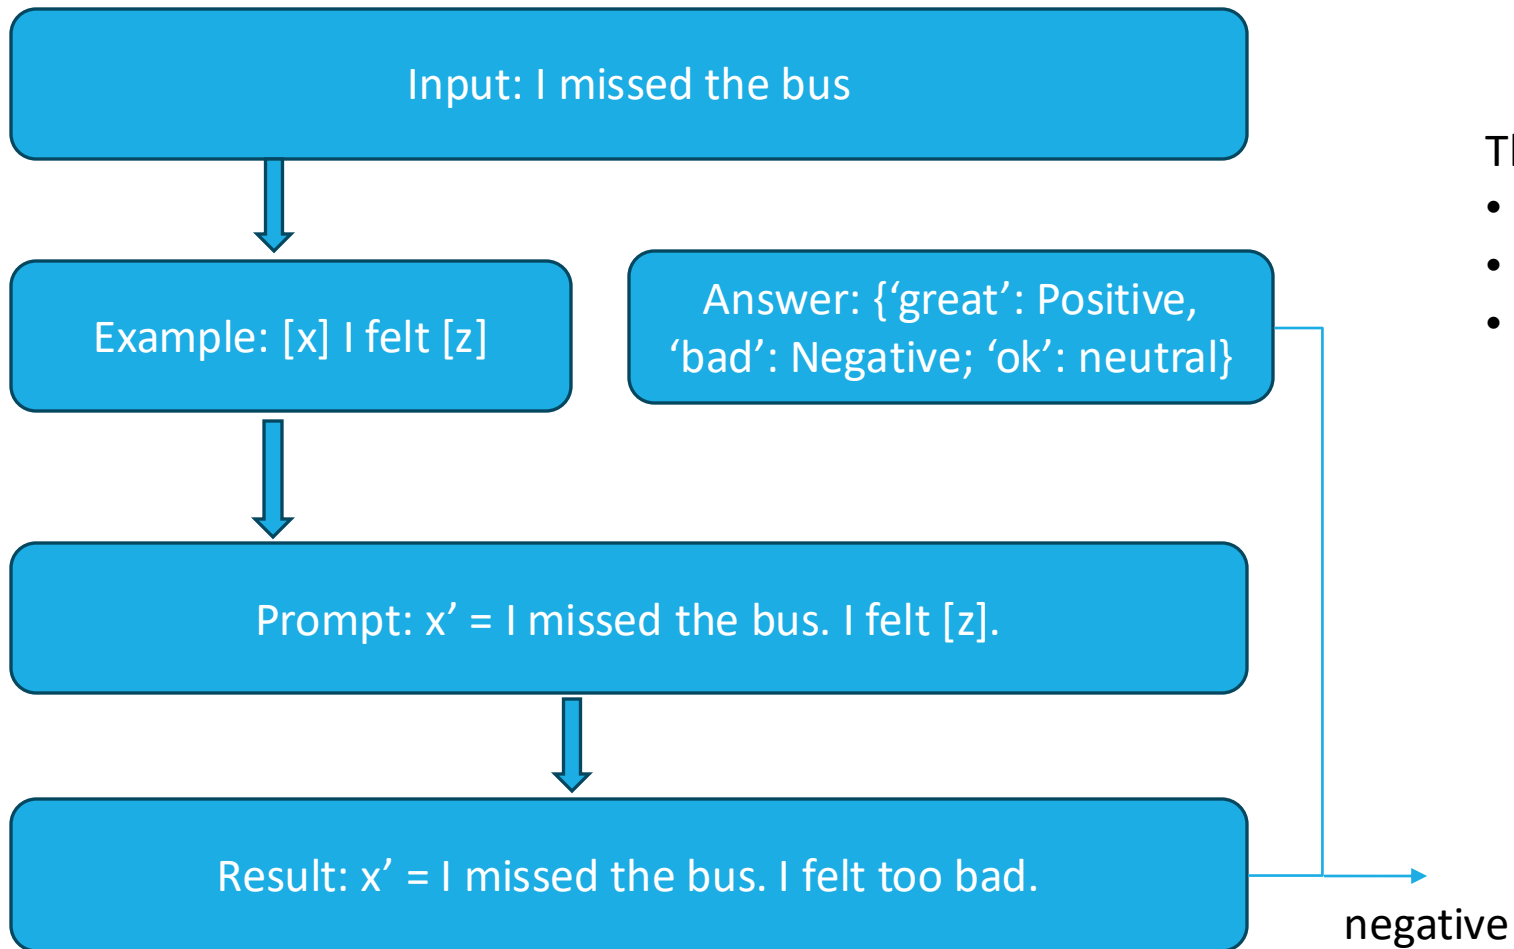 Input: I missed the bus
Example: [x] I felt [z]
Answer: {‘great’: Positive,
‘bad’: Negative; ‘ok’: neutral}
Prompt: x’ = I missed the bus. I felt [z].
Result: x’ = I missed the bus. I felt too bad.
negative